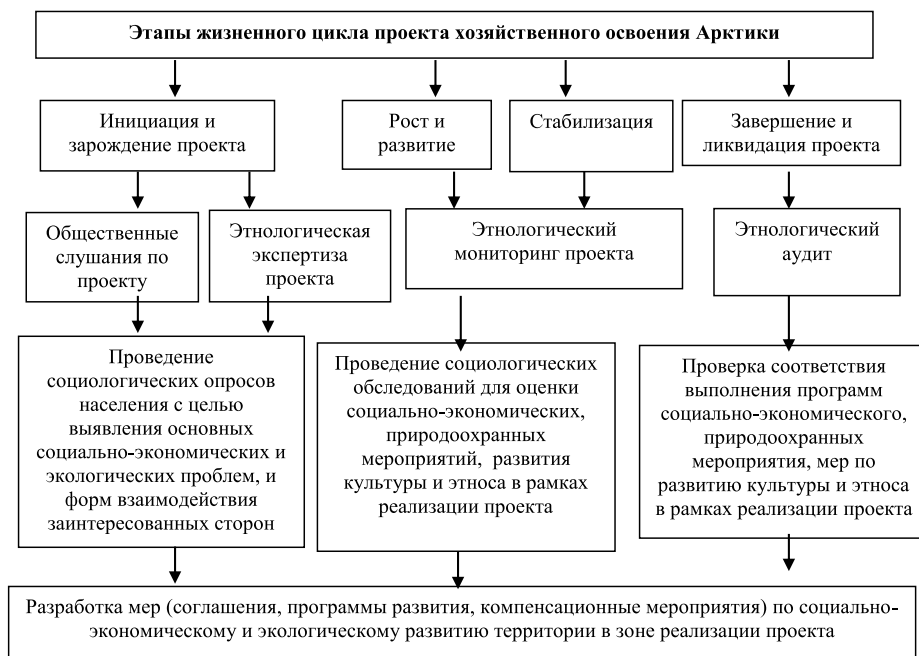 Этапы жизненного цикла проекта хозяйственного освоения Арктики
Инициация и
зарождение проекта
Рост и
развитие
Стабилизация
Завершение и
ликвидация проекта
Общественные
слушания по
проекту
Этнологическая
экспертиза
проекта
Этнологический
мониторинг проекта
Этнологический
аудит
Проведение
социологических опросов
населения с целью
выявления основных
социально-экономических и
экологических проблем, и
форм взаимодействия
заинтересованных сторон
Проведение социологических
обследований для оценки
социально-экономических,
природоохранных
мероприятий, развития
культуры и этноса в рамках
реализации проекта
Проверка соответствия
выполнения программ
социально-экономического,
природоохранных
мероприятия, мер по
развитию культуры и этноса
в рамках реализации проекта
Разработка мер (соглашения, программы развития, компенсационные мероприятия) по социально-
экономическому и экологическому развитию территории в зоне реализации проекта